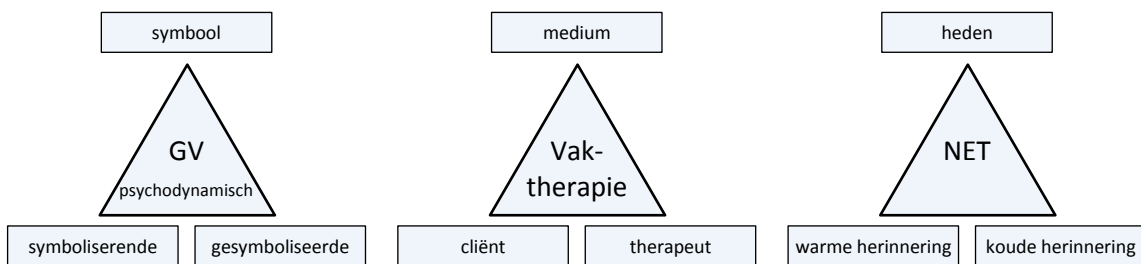 symbool
medium
heden
GV
psychodynamisch
Vak-
therapie
NET
symboliserende
gesymboliseerde
cliënt
therapeut
warme herinnering
koude herinnering